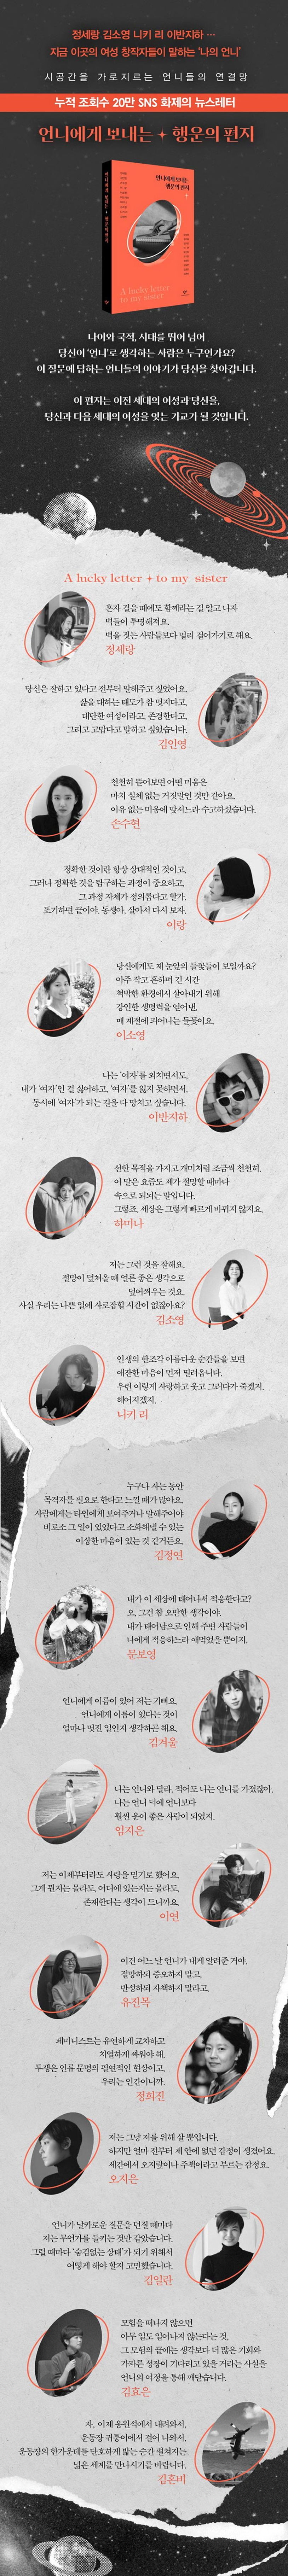 정세랑 김소영 니키 리 이반지하 …
지금 이곳의 여성 창작자들이 말하는 '나의 언니'
시공간을 가로지르는 언니들의 연결망
누적 조회수 20만 SNS 화제의 뉴스레터
언니에게 보내는 행운의 편지
언니에게 보내는
행운의 편지
A lucky letter
to my sister
나이와 국적, 시대를 뛰어 넘어
당신이 '언니'로 생각하는 사람은 누구인가요?
이 질문에 답하는 언니들의 이야기가 당신을 찾아갑니다.
이 편지는 이전 세대의 여성과 당신을,
당신과 다음 세대의 여성을 잇는 가교가 될 것입니다.
A lucky letter to my sister
혼자 걸을 때에도 함께라는 걸 알고 나자
벽들이 투명해져요.
벽을 짓는 사람들보다 멀리 걸어가기로 해요.
정세랑
당신은 잘하고 있다고 전부터 말해주고 싶었어요.
삶을 대하는 태도가 참 멋지다고,
대단한 여성이라고, 존경한다고,
그리고 고맙다고 말하고 싶었습니다.
김인영
천천히 뜯어보면 어떤 미움은
마치 실체 없는 거짓말인 것만 같아요.
이유 없는 미움에 맞서느라 수고하셨습니다.
손수현
정확한 것이란 항상 상대적인 것이고,
그러나 정확한 것을 탐구하는 과정이 중요하고,
그 과정 자체가 정의롭다고 할까.
포기하면 끝이야. 동생아. 살아서 다시 보자.
이랑
당신에게도 제 눈앞의 들꽃들이 보일까요?
아주 작고 흔하며 긴 시간
척박한 환경에서 살아내기 위해
강인한 생명력을 얻어낸,
매 계절에 피어나는 들꽃이요.
이소영
나는 '여자'를 외치면서도,
내가 '여자'인 걸 싫어하고, '여자'를 잃지 못하면서,
동시에 '여자'가 되는 길을 다 망치고 싶습니다.
이반지하
선한 목적을 가지고 개미처럼 조금씩 천천히.
이 말은 요즘도 제가 절망할 때마다
속으로 되뇌는 말입니다.
그렇죠, 세상은 그렇게 빠르게 바뀌지 않지요.
하미나
저는 그런 것을 잘해요.
절망이 덮쳐올 때 얼른 좋은 생각으로
덮어씌우는 것요.
사실 우리는 나쁜 일에 사로잡힐 시간이 없잖아요?
김소영
인생의 한조각 아름다운 순간들을 보면
애잔한 마음이 먼저 밀려옵니다.
우린 이렇게 사랑하고 웃고 그러다가 죽겠지.
헤어지겠지.
니키 리
누구나 사는 동안
목격자를 필요로 한다고 느낄 때가 많아요.
사람에게는 타인에게 보여주거나 말해주어야
비로소 그 일이 있었다고 소화해낼 수 있는
이상한 마음이 있는 것 같거든요.
김정연
내가 이 세상에 태어나서 적응한다고?
오, 그건 참 오만한 생각이야.
내가 태어남으로 인해 주변 사람들이
나에게 적응하느라 애먹었을 뿐이지.
문보영
언니에게 이름이 있어 저는 기뻐요.
언니에게 이름이 있다는 것이
얼마나 멋진 일인지 생각하곤 해요.
김겨울
나는 언니와 달라. 적어도 나는 언니를 가졌잖아.
나는 언니 덕에 언니보다
훨씬 운이 좋은 사람이 되었지.
임지은
저는 이제부터라도 사랑을 믿기로 했어요.
그게 뭔지는 몰라도, 어디에 있는지는 몰라도,
존재한다는 생각이 드니까요.
이연
이건 어느 날 언니가 내게 알려준 거야.
절망하되 증오하지 말고,
반성하되 자책하지 말라고.
유진목
페미니스트는 유연하게 교차하고
치열하게 싸워야 해.
투쟁은 인류 문명의 필연적인 현상이고,
우리는 인간이니까.
정희진
저는 그냥 저를 위해 살 뿐입니다.
하지만 얼마 전부터 제 안에 없던 감정이 생겼어요.
세간에서 오지랖이나 주책이라고 부르는 감정요.
오지은
언니가 날카로운 질문을 던질 때마다
저는 무언가를 들키는 것만 같았습니다.
그럴 때마다 '숨김없는 상태'가 되기 위해서
어떻게 해야 할지 고민했습니다.
김일란
모험을 떠나지 않으면
아무 일도 일어나지 않는다는 것,
그 모험의 끝에는 생각보다 더 많은 기회와
가파른 성장이 기다리고 있을 거라는 사실을
언니의 여정을 통해 깨닫습니다.
김효은
자, 이제 응원석에서 내려와서,
운동장 귀퉁이에서 걸어 나와서,
운동장의 한가운데를 단호하게 밟는 순간 펼쳐지는
넓은 세계를 만나시기를 바랍니다.
김혼비